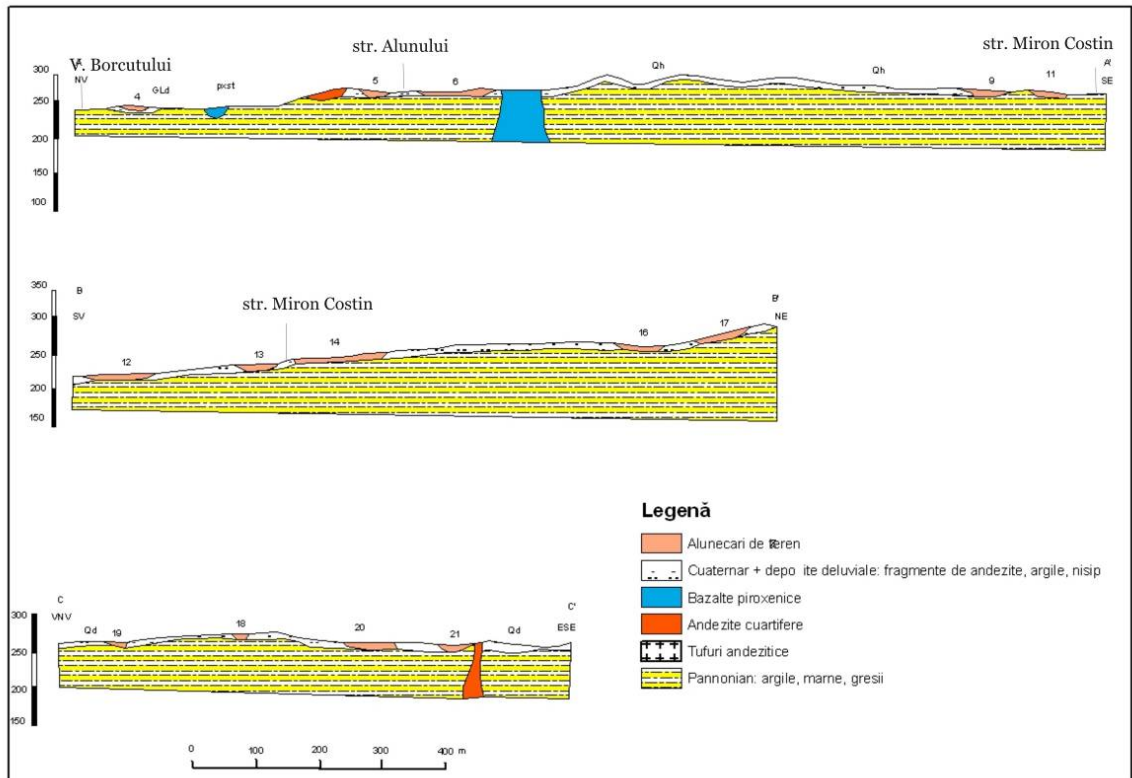 str. Alunului
str. Miron Costin
V. Borcutului
A
A'
NV
SE
300
250
200
150
100
4
GLd
pxst
5
6
Qh
Qh
9
11
350
300
250
200
150
B
SV
str. Miron Costin
B'
NE
12
13
14
16
17
Legenă
Alunecari de teren
Cuaternar + depo ite deluviale: fragmente de andezite, argile, nisip
Bazalte piroxenice
Andezite cuartifere
Tufuri andezitice
Pannonian: argile, marne, gresii
C
C'
VNV
ESE
300
250
200
150
Qd
19
18
20
21
Qd
0 100 200 300 400 m